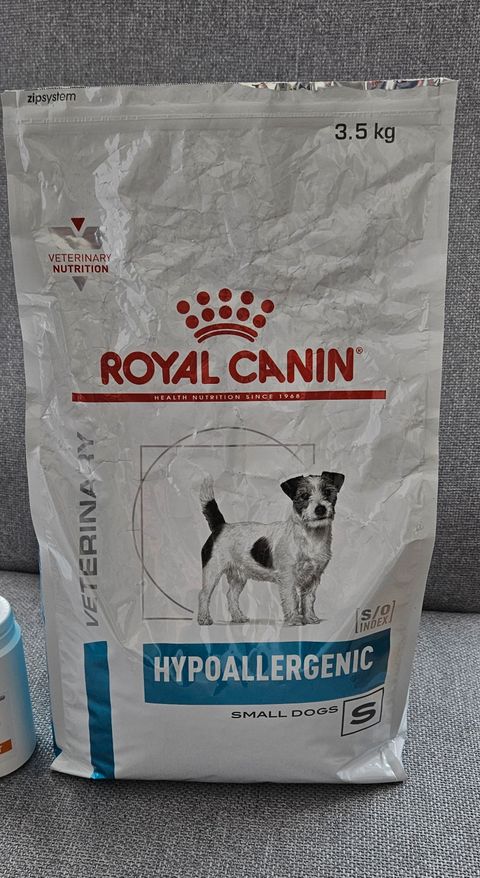 zipsystem
3.5 kg
VETERINARY
NUTRITION
ROYAL CANIN®
HEALTH NUTRITION SINCE 1968
VETERINARY
[S/O
INDEX]
HYPOALLERGENIC
SMALL DOGS S